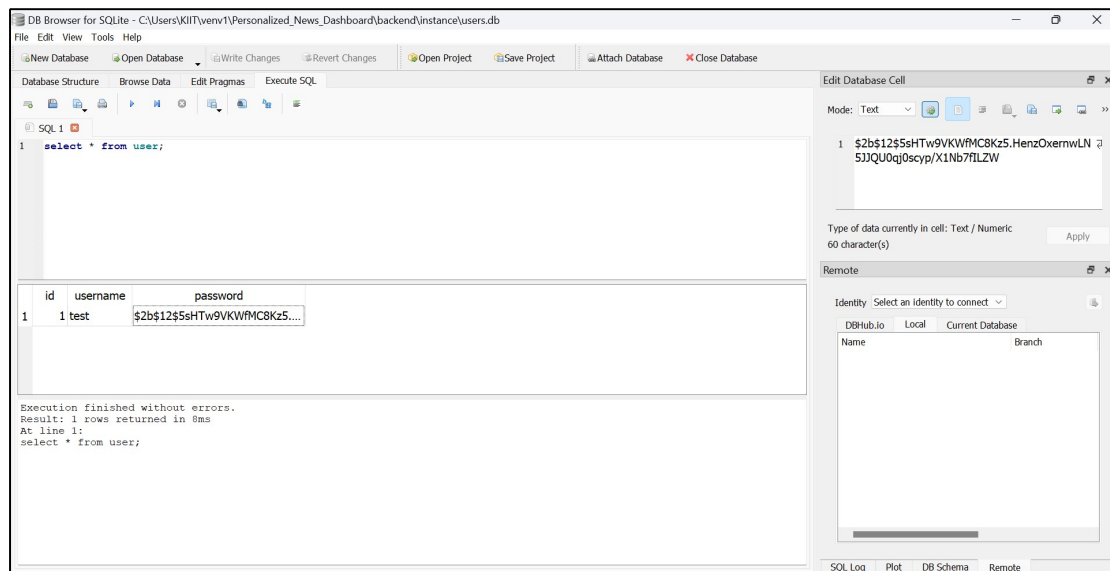 DB Browser for SQLite - C:\Users\KIIT\venv1\Personalized_News_Dashboard\backend\instance\users.db
File Edit View Tools Help
New Database Open Database Write Changes Revert Changes Open Project Save Project Attach Database Close Database
Database Structure Browse Data Edit Pragmas Execute SQL
SQL 1
1 select * from user;
id username password
1 1 test $2b$12$5sHTw9VKWfMC8Kz5....
Execution finished without errors.
Result: 1 rows returned in 8ms
At line 1:
select * from user;
Edit Database Cell
Mode: Text
1 $2b$12$5sHTw9VKWfMC8Kz5.HenzOxernwLN
5JJQU0qj0scyp/X1Nb7fILZW
Type of data currently in cell: Text / Numeric
60 character(s)
Apply
Remote
Identity Select an identity to connect
DBHub.io Local Current Database
Name Branch
SQL Log Plot DB Schema Remote